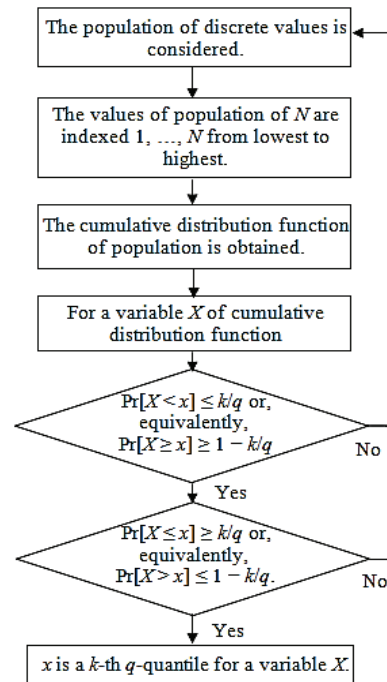 The population of discrete values is
considered.
The values of population of N are
indexed 1, ..., N from lowest to
highest.
The cumulative distribution function
of population is obtained.
For a variable X of cumulative
distribution function
Pr[X < x] ≤ k/q or,
equivalently,
Pr[X ≥ x] ≥ 1 − k/q
No
Yes
Pr[X ≤ x] ≥ k/q or,
equivalently,
Pr[X > x] ≤ 1 − k/q.
No
Yes
x is a k-th q-quantile for a variable X.